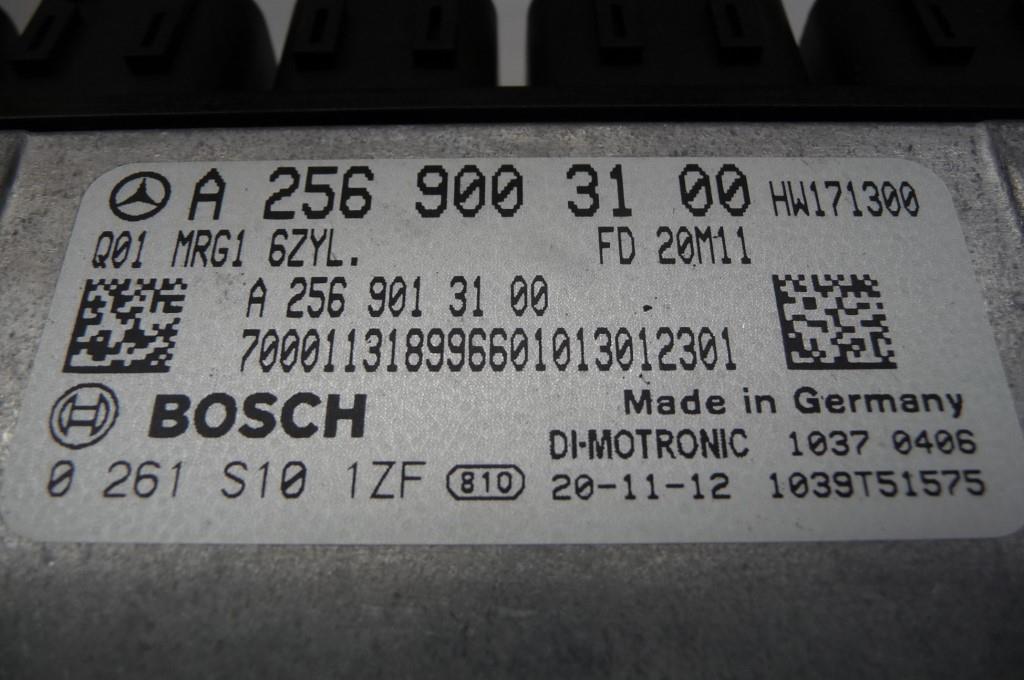 A 256 900 31 00 HW171300
Q01 MRG1 6ZYL. FD 20M11
A 256 901 31 00
700011318996601013012301
BOSCH Made in Germany
DI-MOTRONIC 1037 0406
0 261 S10 1ZF 810 20-11-12 1039T51575